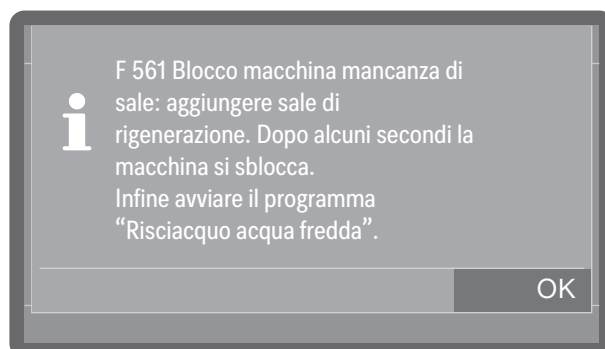 F 561 Blocco macchina mancanza di
sale: aggiungere sale di
rigenerazione. Dopo alcuni secondi la
macchina si sblocca.
Infine avviare il programma
“Risciacquo acqua fredda”.
OK